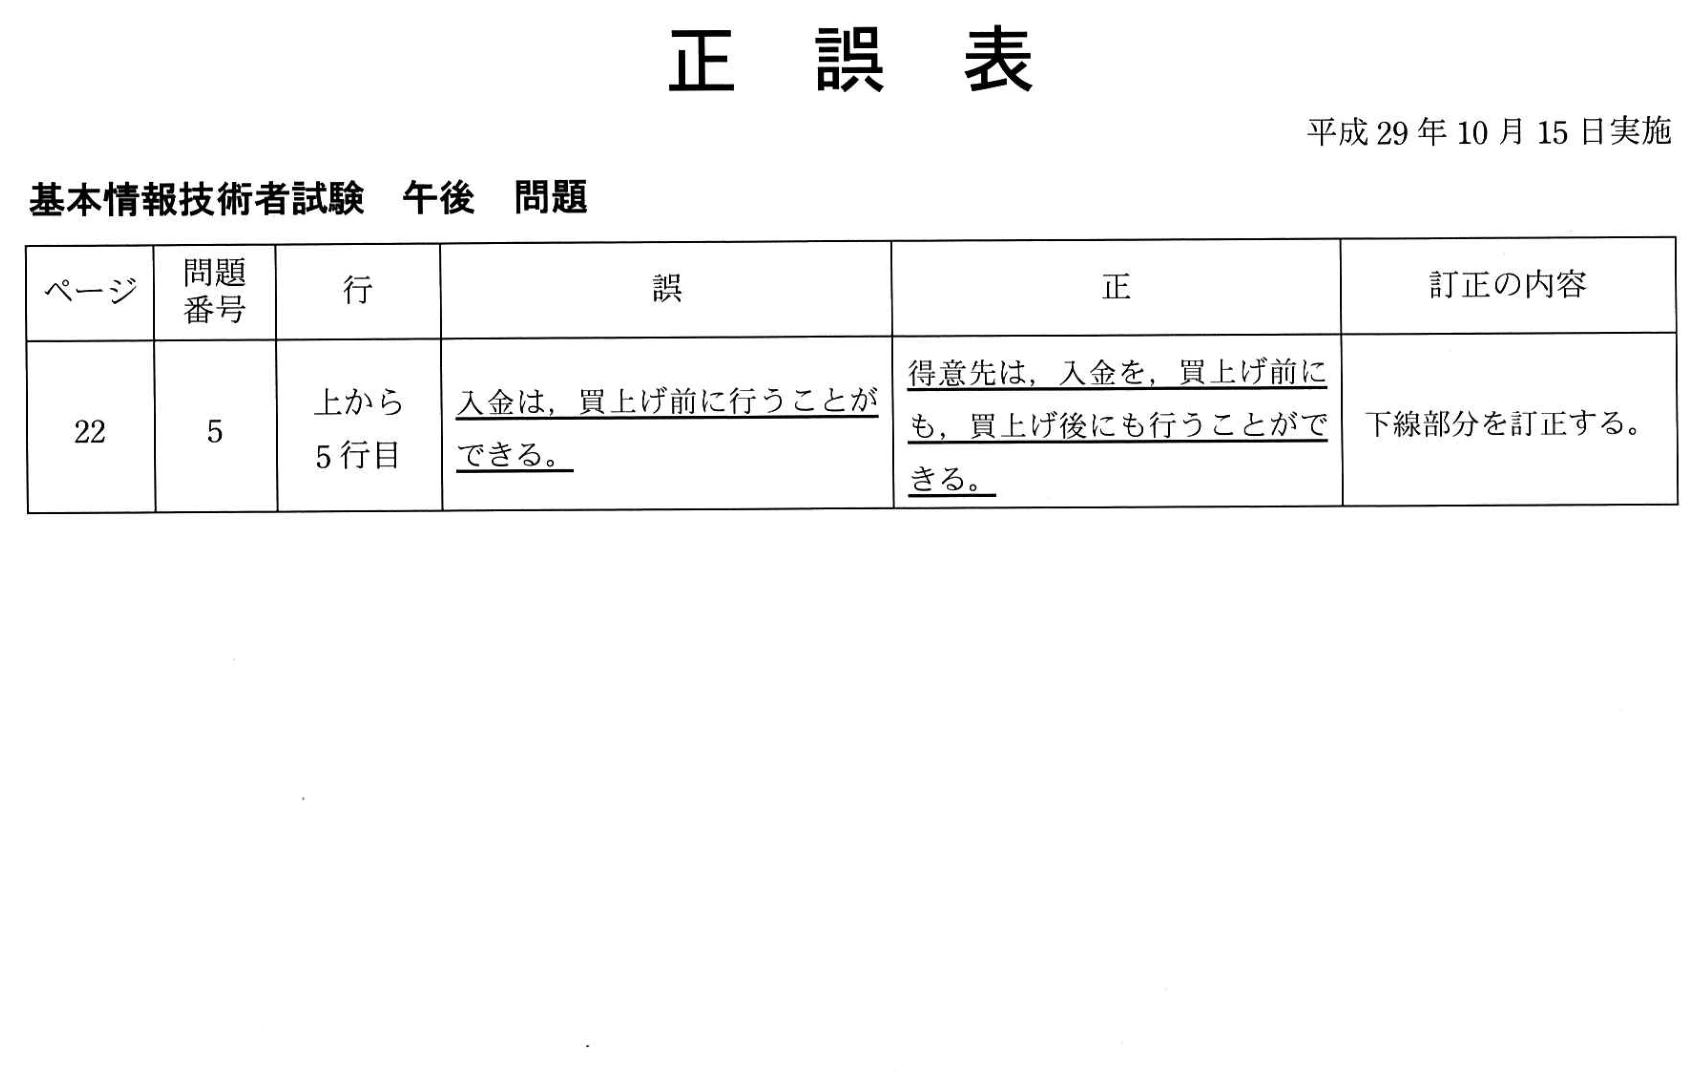 正 誤 表
平成 29 年 10 月 15 日実施
基本情報技術者試験 午後 問題
ページ
問題
番号
行
誤
正
訂正の内容
22
5
上から
5 行目
入金は，買上げ前に行うことが
できる。
得意先は，入金を，買上げ前に
も，買上げ後にも行うことがで
きる。
下線部分を訂正する。